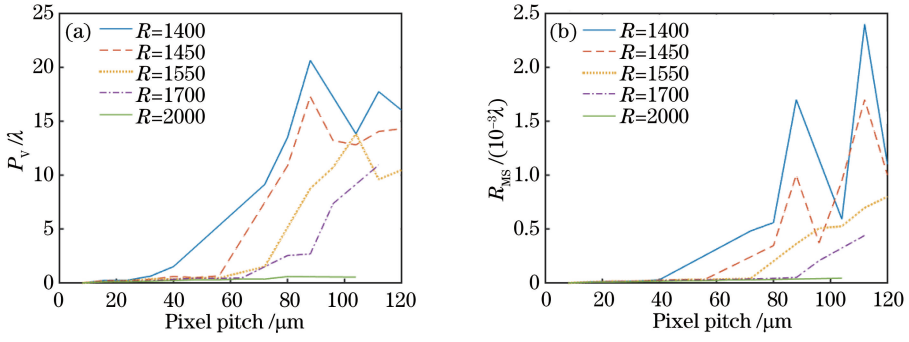 (a)
R=1400
R=1450
R=1550
R=1700
R=2000
25
20
15
10
5
0
P_V/λ
0 20 40 60 80 100 120
Pixel pitch /μm
(b)
R=1400
R=1450
R=1550
R=1700
R=2000
2.5
2.0
1.5
1.0
0.5
0
R_MS/(10⁻³λ)
0 20 40 60 80 100 120
Pixel pitch /μm